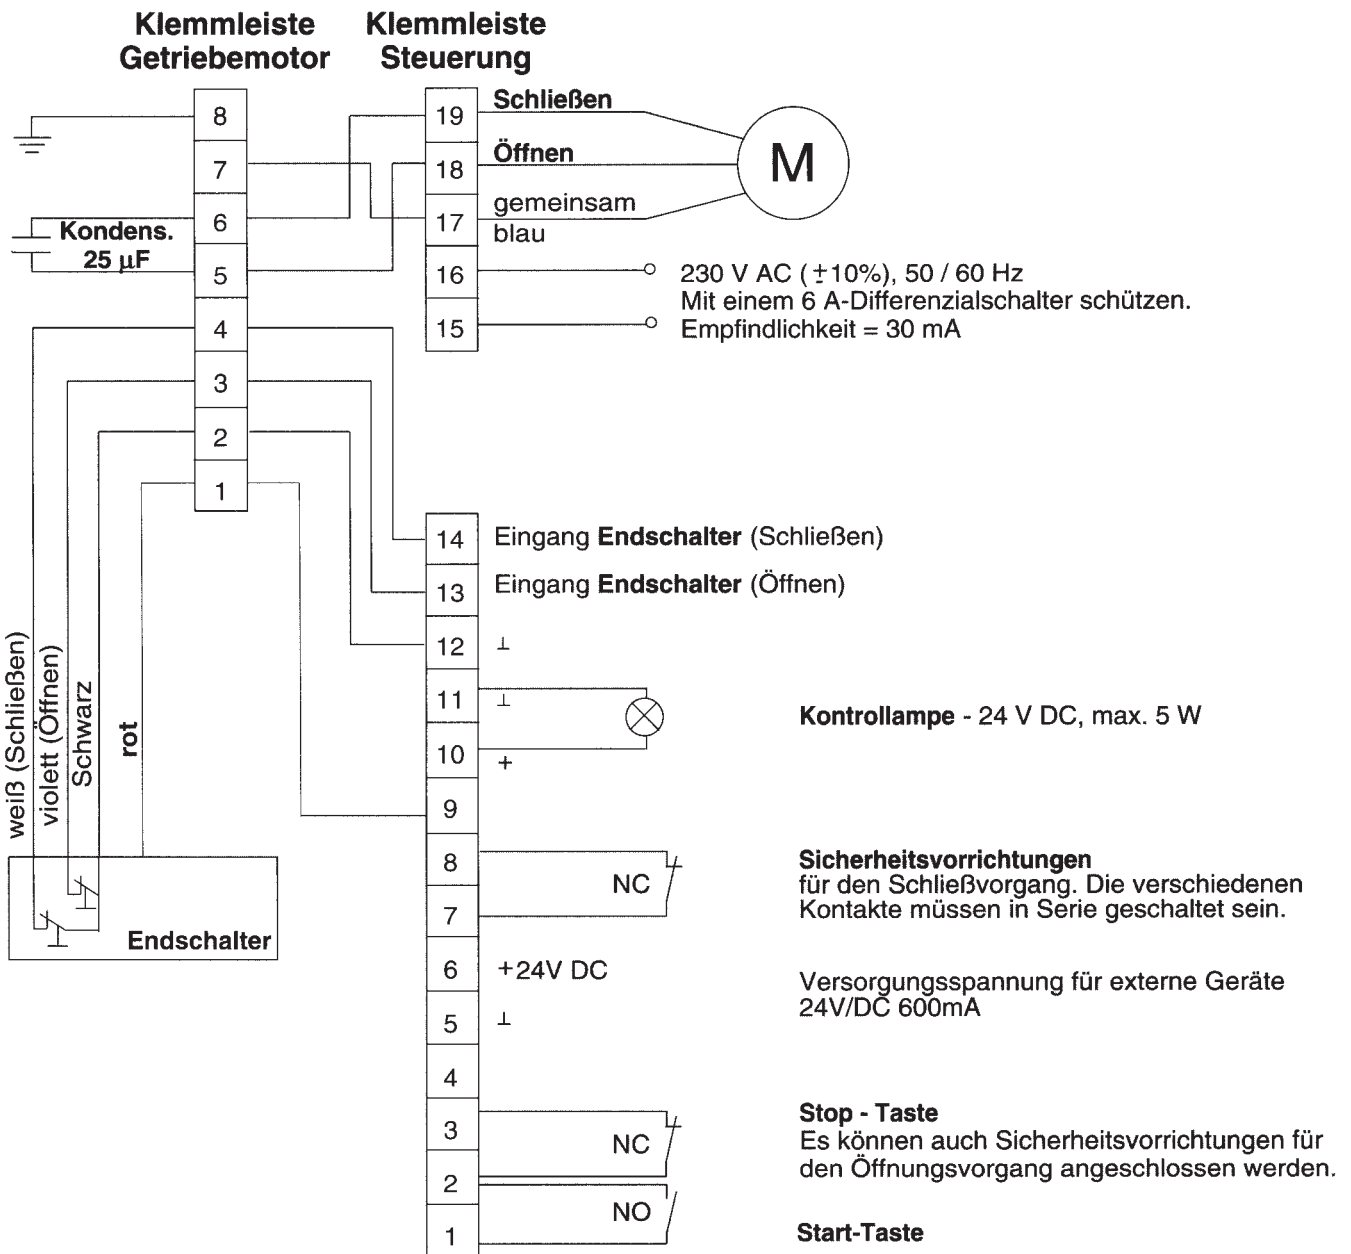 Klemmleiste
Getriebemotor
Klemmleiste
Steuerung
8
7
6
5
4
3
2
1
Kondens.
25 µF
19
18
17
16
15
Schließen
Öffnen
gemeinsam
blau
M
230 V AC (±10%), 50 / 60 Hz
Mit einem 6 A-Differenzialschalter schützen.
Empfindlichkeit = 30 mA
weiß (Schließen)
violett (Öffnen)
Schwarz
rot
Endschalter
14
Eingang Endschalter (Schließen)
13
Eingang Endschalter (Öffnen)
12 ⊥
11 ⊥
10 +
Kontrollampe - 24 V DC, max. 5 W
9
8
7
NC
Sicherheitsvorrichtungen
für den Schließvorgang. Die verschiedenen
Kontakte müssen in Serie geschaltet sein.
6 +24V DC
5 ⊥
Versorgungsspannung für externe Geräte
24V/DC 600mA
4
3
NC
2
NO
1
Stop - Taste
Es können auch Sicherheitsvorrichtungen für
den Öffnungsvorgang angeschlossen werden.
Start-Taste